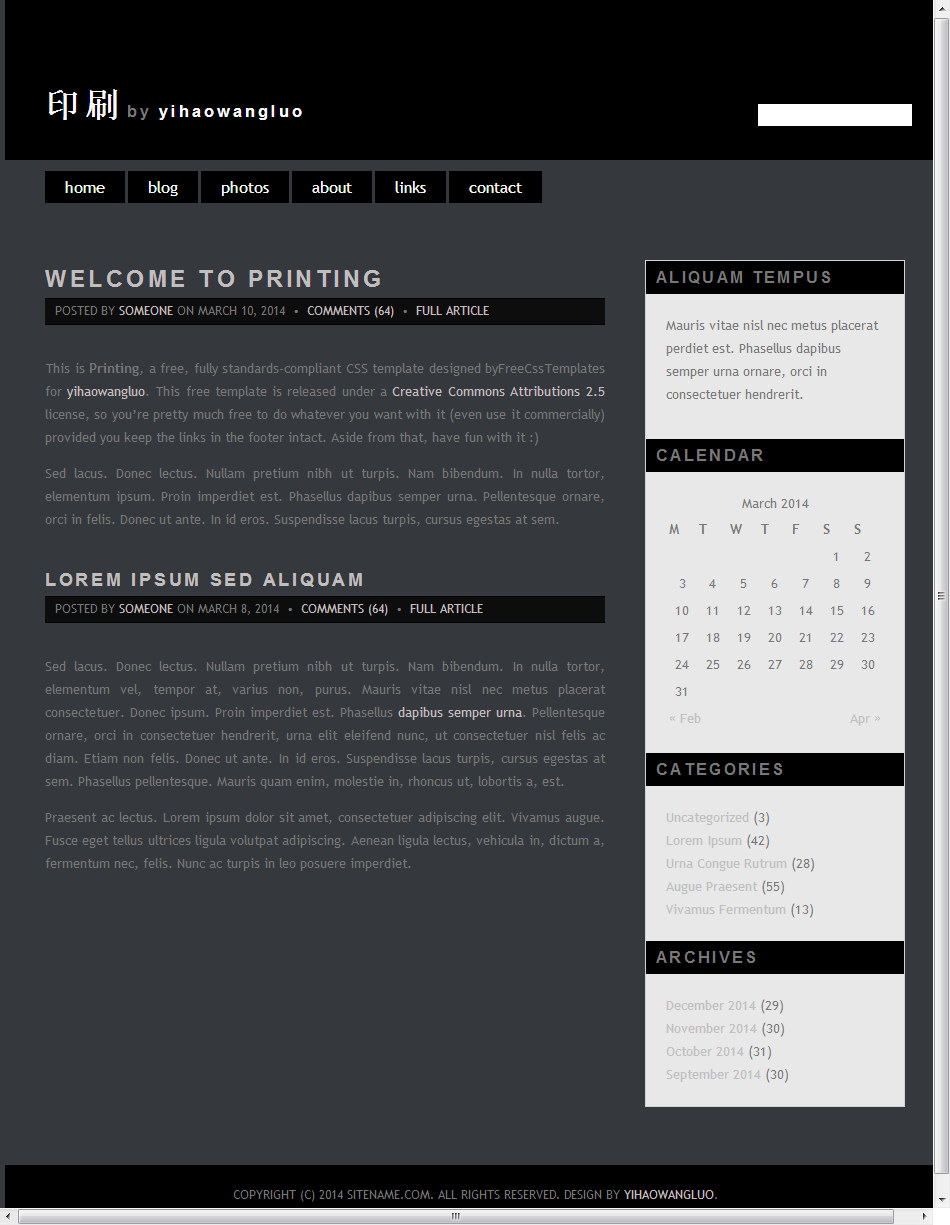 印刷 by yihaowangluo
home blog photos about links contact
WELCOME TO PRINTING
POSTED BY SOMEONE ON MARCH 10, 2014 • COMMENTS (64) • FULL ARTICLE
This is Printing, a free, fully standards-compliant CSS template designed byFreeCssTemplates
for yihaowangluo. This free template is released under a Creative Commons Attributions 2.5
license, so you're pretty much free to do whatever you want with it (even use it commercially)
provided you keep the links in the footer intact. Aside from that, have fun with it :)
Sed lacus. Donec lectus. Nullam pretium nibh ut turpis. Nam bibendum. In nulla tortor,
elementum ipsum. Proin imperdiet est. Phasellus dapibus semper urna. Pellentesque ornare,
orci in felis. Donec ut ante. In id eros. Suspendisse lacus turpis, cursus egestas at sem.
LOREM IPSUM SED ALIQUAM
POSTED BY SOMEONE ON MARCH 8, 2014 • COMMENTS (64) • FULL ARTICLE
Sed lacus. Donec lectus. Nullam pretium nibh ut turpis. Nam bibendum. In nulla tortor,
elementum vel, tempor at, varius non, purus. Mauris vitae nisl nec metus placerat
consectetuer. Donec ipsum. Proin imperdiet est. Phasellus dapibus semper urna. Pellentesque
ornare, orci in consectetuer hendrerit, urna elit eleifend nunc, ut consectetuer nisl felis ac
diam. Etiam non felis. Donec ut ante. In id eros. Suspendisse lacus turpis, cursus egestas at
sem. Phasellus pellentesque. Mauris quam enim, molestie in, rhoncus ut, lobortis a, est.
Praesent ac lectus. Lorem ipsum dolor sit amet, consectetuer adipiscing elit. Vivamus augue.
Fusce eget tellus ultrices ligula volutpat adipiscing. Aenean ligula lectus, vehicula in, dictum a,
fermentum nec, felis. Nunc ac turpis in leo posuere imperdiet.
ALIQUAM TEMPUS
Mauris vitae nisl nec metus placerat
perdiet est. Phasellus dapibus
semper urna ornare, orci in
consectetuer hendrerit.
CALENDAR
March 2014
M T W T F S S
1 2
3 4 5 6 7 8 9
10 11 12 13 14 15 16
17 18 19 20 21 22 23
24 25 26 27 28 29 30
31
« Feb Apr »
CATEGORIES
Uncategorized (3)
Lorem Ipsum (42)
Urna Congue Rutrum (28)
Augue Praesent (55)
Vivamus Fermentum (13)
ARCHIVES
December 2014 (29)
November 2014 (30)
October 2014 (31)
September 2014 (30)
COPYRIGHT (C) 2014 SITENAME.COM. ALL RIGHTS RESERVED. DESIGN BY YIHAOWANGLUO.